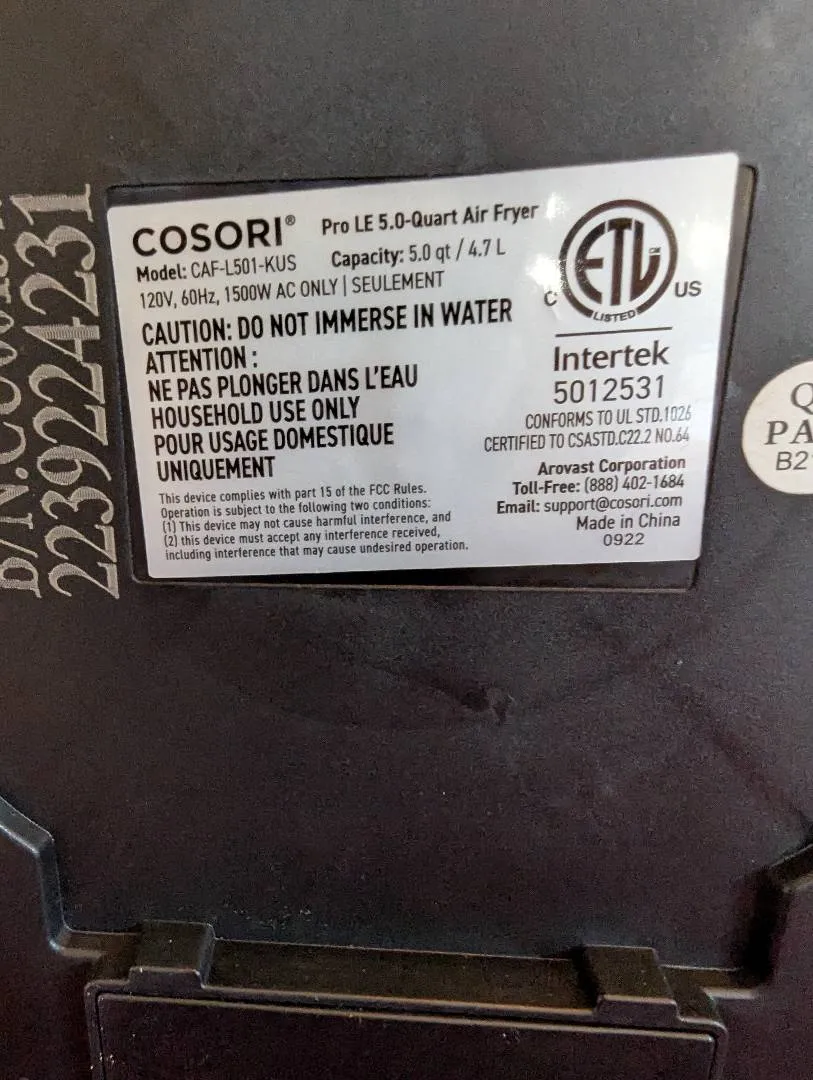 COSORI® Pro LE 5.0-Quart Air Fryer
Model: CAF-L501-KUS Capacity: 5.0 qt / 4.7 L
120V, 60Hz, 1500W AC ONLY | SEULEMENT
CAUTION: DO NOT IMMERSE IN WATER
ATTENTION :
NE PAS PLONGER DANS L'EAU
HOUSEHOLD USE ONLY
POUR USAGE DOMESTIQUE
UNIQUEMENT
This device complies with part 15 of the FCC Rules.
Operation is subject to the following two conditions:
(1) This device may not cause harmful interference, and
(2) this device must accept any interference received,
including interference that may cause undesired operation.
ETL CM
LISTED
C US
Intertek
5012531
CONFORMS TO UL STD.1026
CERTIFIED TO CSASTD.C22.2 NO.64
Arovast Corporation
Toll-Free: (888) 402-1684
Email: support@cosori.com
Made in China
0922
2239224231
Q
PA
B2